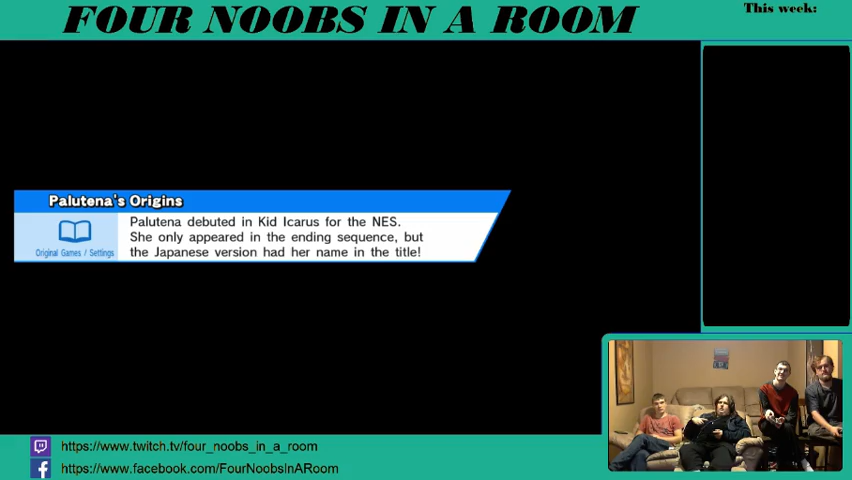 FOUR NOOBS IN A ROOM
This week:
Palutena's Origins
Palutena debuted in Kid Icarus for the NES.
She only appeared in the ending sequence, but
the Japanese version had her name in the title!
Original Games / Settings
https://www.twitch.tv/four_noobs_in_a_room
https://www.facebook.com/FourNoobsInARoom